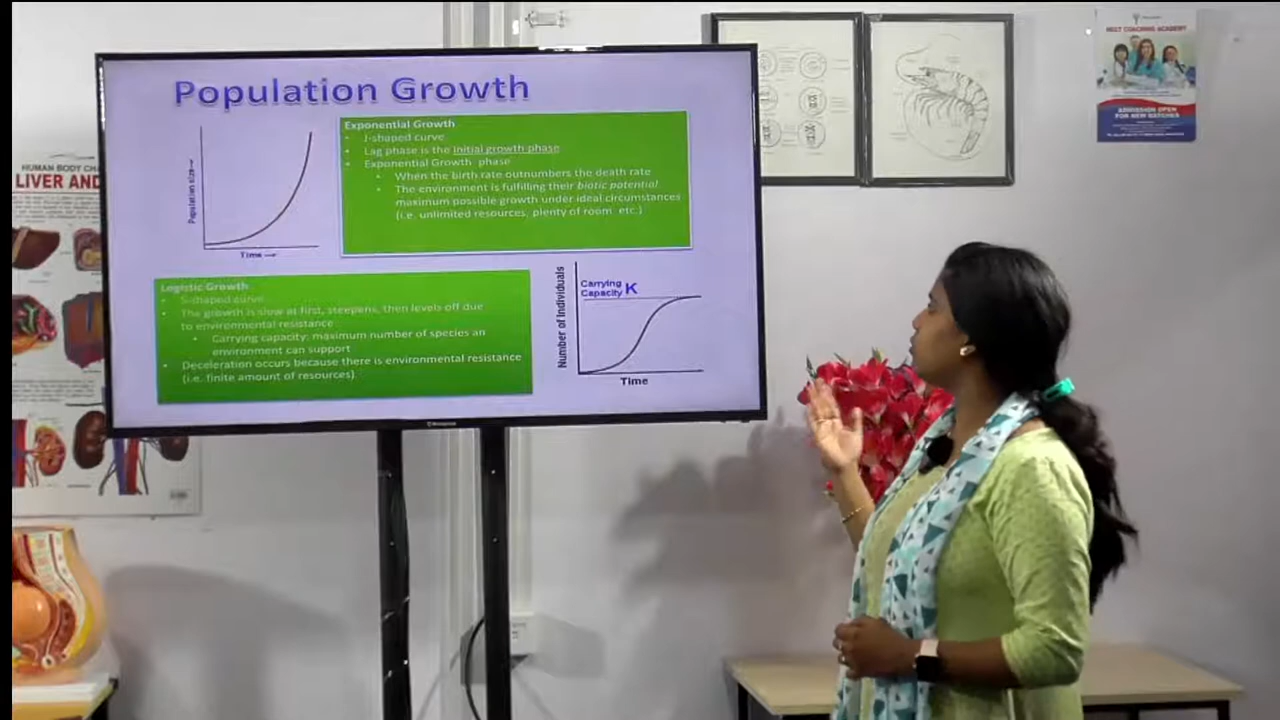 Population Growth
Population size
Time
Exponential Growth
J-shaped curve
Lag phase is the initial growth phase
Exponential Growth phase
When the birth rate outnumbers the death rate
The environment is fulfilling their biotic potential
maximum possible growth under ideal circumstances
(i.e. unlimited resources, plenty of room etc.)
Logistic Growth
S-shaped curve
The growth is slow at first, steepens, then levels off due
to environmental resistance
Carrying capacity: maximum number of species an
environment can support
Deceleration occurs because there is environmental resistance
(i.e. finite amount of resources)
Number of Individuals
Carrying
Capacity K
Time
HUMAN BODY
LIVER AND
NEET COACHING ACADEMY
ADMISSION OPEN
FOR NEW BATCHES